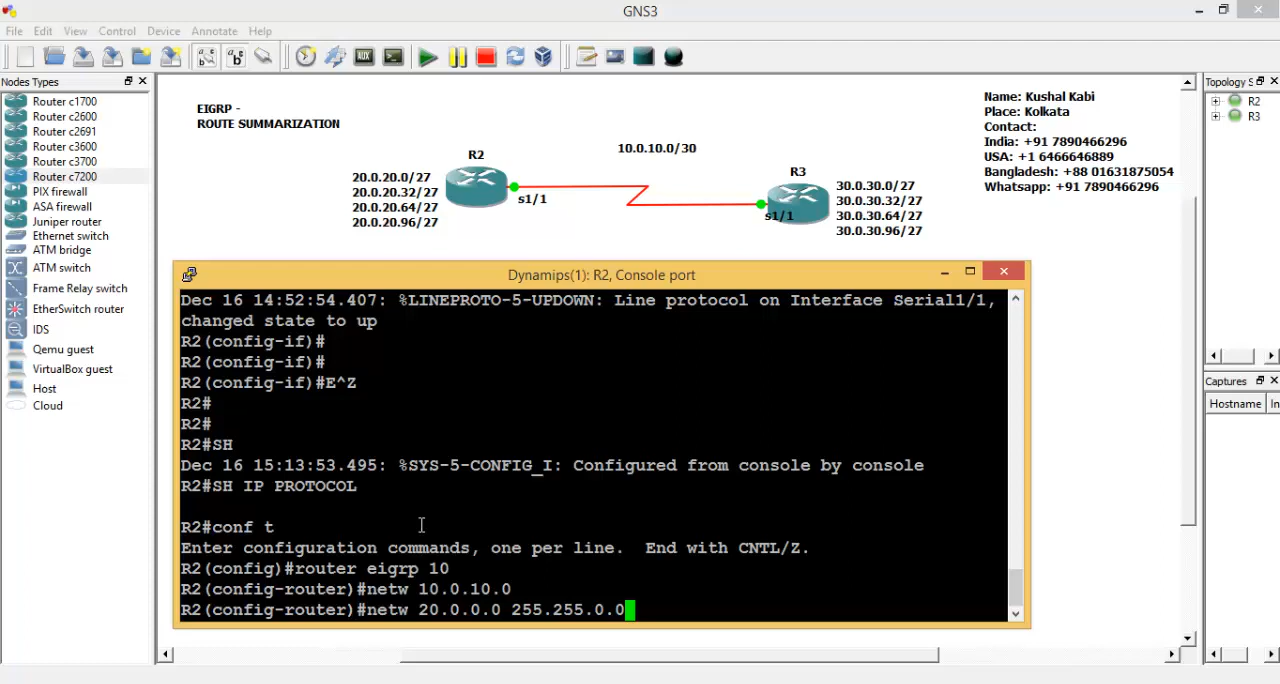 GNS3
File Edit View Control Device Annotate Help
Nodes Types
Router c1700
Router c2600
Router c2691
Router c3600
Router c3700
Router c7200
PIX firewall
ASA firewall
Juniper router
Ethernet switch
ATM bridge
ATM switch
Frame Relay switch
EtherSwitch router
IDS
Qemu guest
VirtualBox guest
Host
Cloud
EIGRP -
ROUTE SUMMARIZATION
R2
20.0.20.0/27
20.0.20.32/27
20.0.20.64/27
20.0.20.96/27
s1/1
10.0.10.0/30
R3
s1/1
30.0.30.0/27
30.0.30.32/27
30.0.30.64/27
30.0.30.96/27
Name: Kushal Kabi
Place: Kolkata
Contact:
India: +91 7890466296
USA: +1 6466646889
Bangladesh: +88 01631875054
Whatsapp: +91 7890466296
Dynamips(1): R2, Console port
Dec 16 14:52:54.407: %LINEPROTO-5-UPDOWN: Line protocol on Interface Serial1/1,
changed state to up
R2(config-if)#
R2(config-if)#
R2(config-if)#E^Z
R2#
R2#
R2#SH
Dec 16 15:13:53.495: %SYS-5-CONFIG_I: Configured from console by console
R2#SH IP PROTOCOL
R2#conf t
Enter configuration commands, one per line.  End with CNTL/Z.
R2(config)#router eigrp 10
R2(config-router)#netw 10.0.10.0
R2(config-router)#netw 20.0.0.0 255.255.0.0
Topology S
R2
R3
Captures
Hostname In